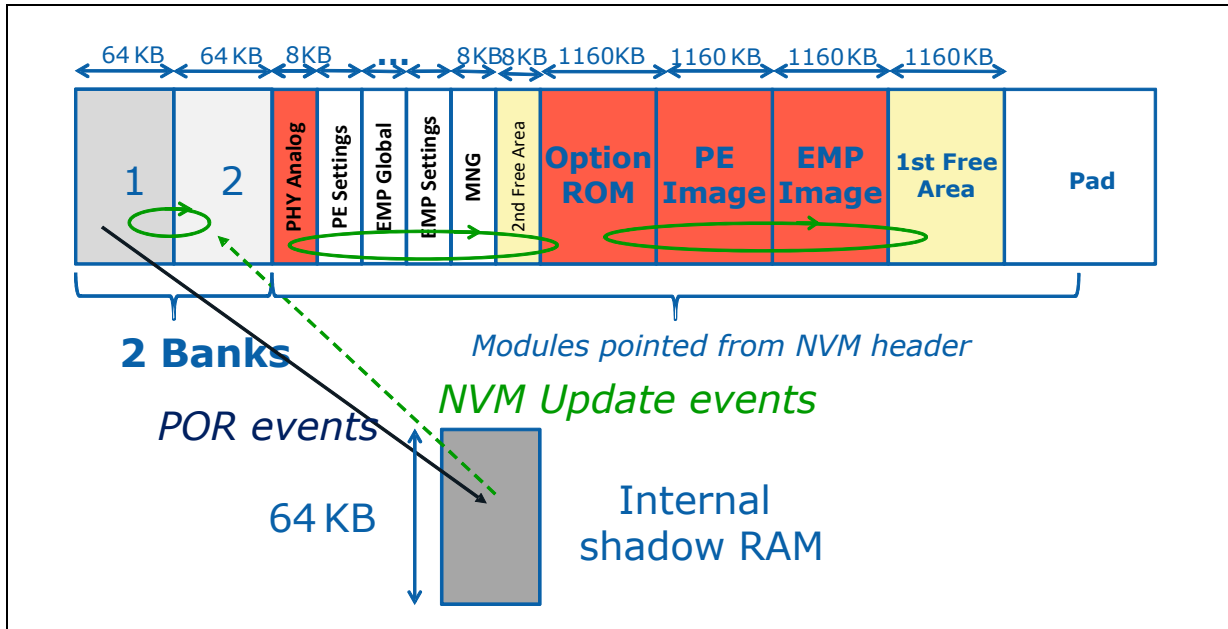 64 KB
64 KB
8KB
...
8KB
8KB
1160KB
1160 KB
1160 KB
1160KB
1
2
PHY Analog
PE Settings
EMP Global
EMP Settings
MNG
2nd Free Area
Option
ROM
PE
Image
EMP
Image
1st Free
Area
Pad
2 Banks
Modules pointed from NVM header
NVM Update events
POR events
64 KB
Internal
shadow RAM